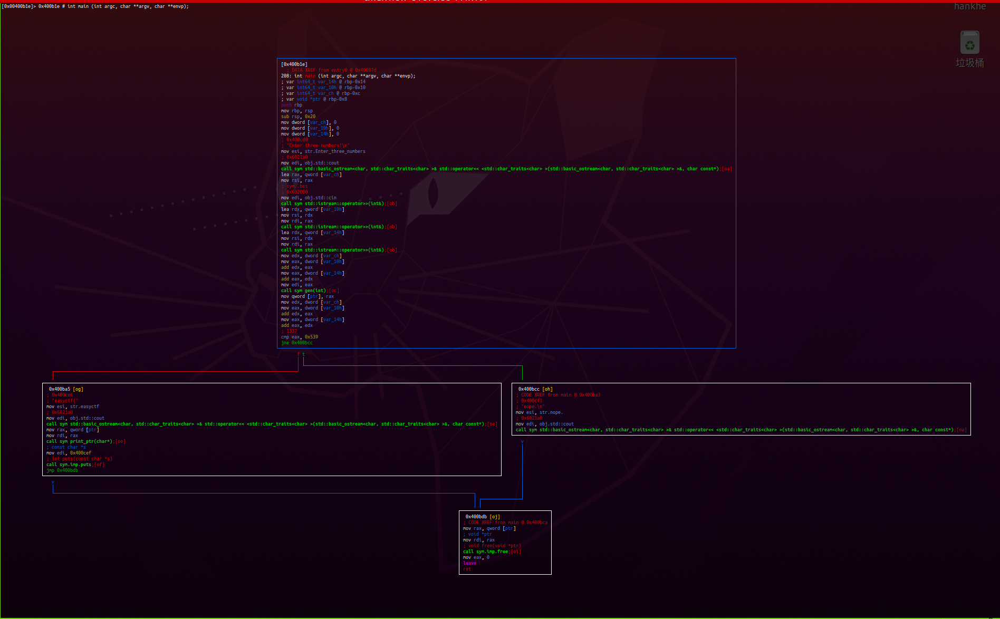 [0x00400b1e]> 0x400b1e # int main (int argc, char **argv, char **envp);
hankhe
垃圾桶
[0x400b1e]
; DATA XREF from entry0 @ 0x40087d
208: int main (int argc, char **argv, char **envp);
; var int64_t var_14h @ rbp-0x14
; var int64_t var_10h @ rbp-0x10
; var int64_t var_ch @ rbp-0xc
; var void *ptr @ rbp-0x8
push rbp
mov rbp, rsp
sub rsp, 0x20
mov dword [var_ch], 0
mov dword [var_10h], 0
mov dword [var_14h], 0
; 0x400cd0
; "Enter three numbers!\n"
mov esi, str.Enter_three_numbers
; 0x6021a0
mov edi, obj.std::cout
call sym std::basic_ostream<char, std::char_traits<char> >& std::operator<< <std::char_traits<char> >(std::basic_ostream<char, std::char_traits<char> >&, char const*);[oa]
lea rax, qword [var_ch]
mov rsi, rax
; sym..bss
; 0x602080
mov edi, obj.std::cin
call sym std::istream::operator>>(int&);[ob]
lea rdx, qword [var_10h]
mov rsi, rdx
mov rdi, rax
call sym std::istream::operator>>(int&);[ob]
lea rdx, qword [var_14h]
mov rsi, rdx
mov rdi, rax
call sym std::istream::operator>>(int&);[ob]
mov edx, dword [var_ch]
mov eax, dword [var_10h]
add edx, eax
mov eax, dword [var_14h]
add eax, edx
mov edi, eax
call sym gen(int);[oc]
mov qword [ptr], rax
mov edx, dword [var_ch]
mov eax, dword [var_10h]
add edx, eax
mov eax, dword [var_14h]
add eax, edx
; 1337
cmp eax, 0x539
jne 0x400bcc
f t
0x400ba5 [og]
; 0x400ce6
; "easyctf{"
mov esi, str.easyctf
; 0x6021a0
mov edi, obj.std::cout
call sym std::basic_ostream<char, std::char_traits<char> >& std::operator<< <std::char_traits<char> >(std::basic_ostream<char, std::char_traits<char> >&, char const*);[oa]
mov rax, qword [ptr]
mov rdi, rax
call sym print_ptr(char*);[oe]
; const char *s
mov edi, 0x400cef
; int puts(const char *s)
call sym.imp.puts;[of]
jmp 0x400bdb
v
0x400bcc [oh]
; CODE XREF from main @ 0x400ba3
; 0x400cf1
; "nope.\n"
mov esi, str.nope.
; 0x6021a0
mov edi, obj.std::cout
call sym std::basic_ostream<char, std::char_traits<char> >& std::operator<< <std::char_traits<char> >(std::basic_ostream<char, std::char_traits<char> >&, char const*);[oa]
v
0x400bdb [oj]
; CODE XREF from main @ 0x400bca
mov rax, qword [ptr]
; void *ptr
mov rdi, rax
; void free(void *ptr)
call sym.imp.free;[oi]
mov eax, 0
leave
ret